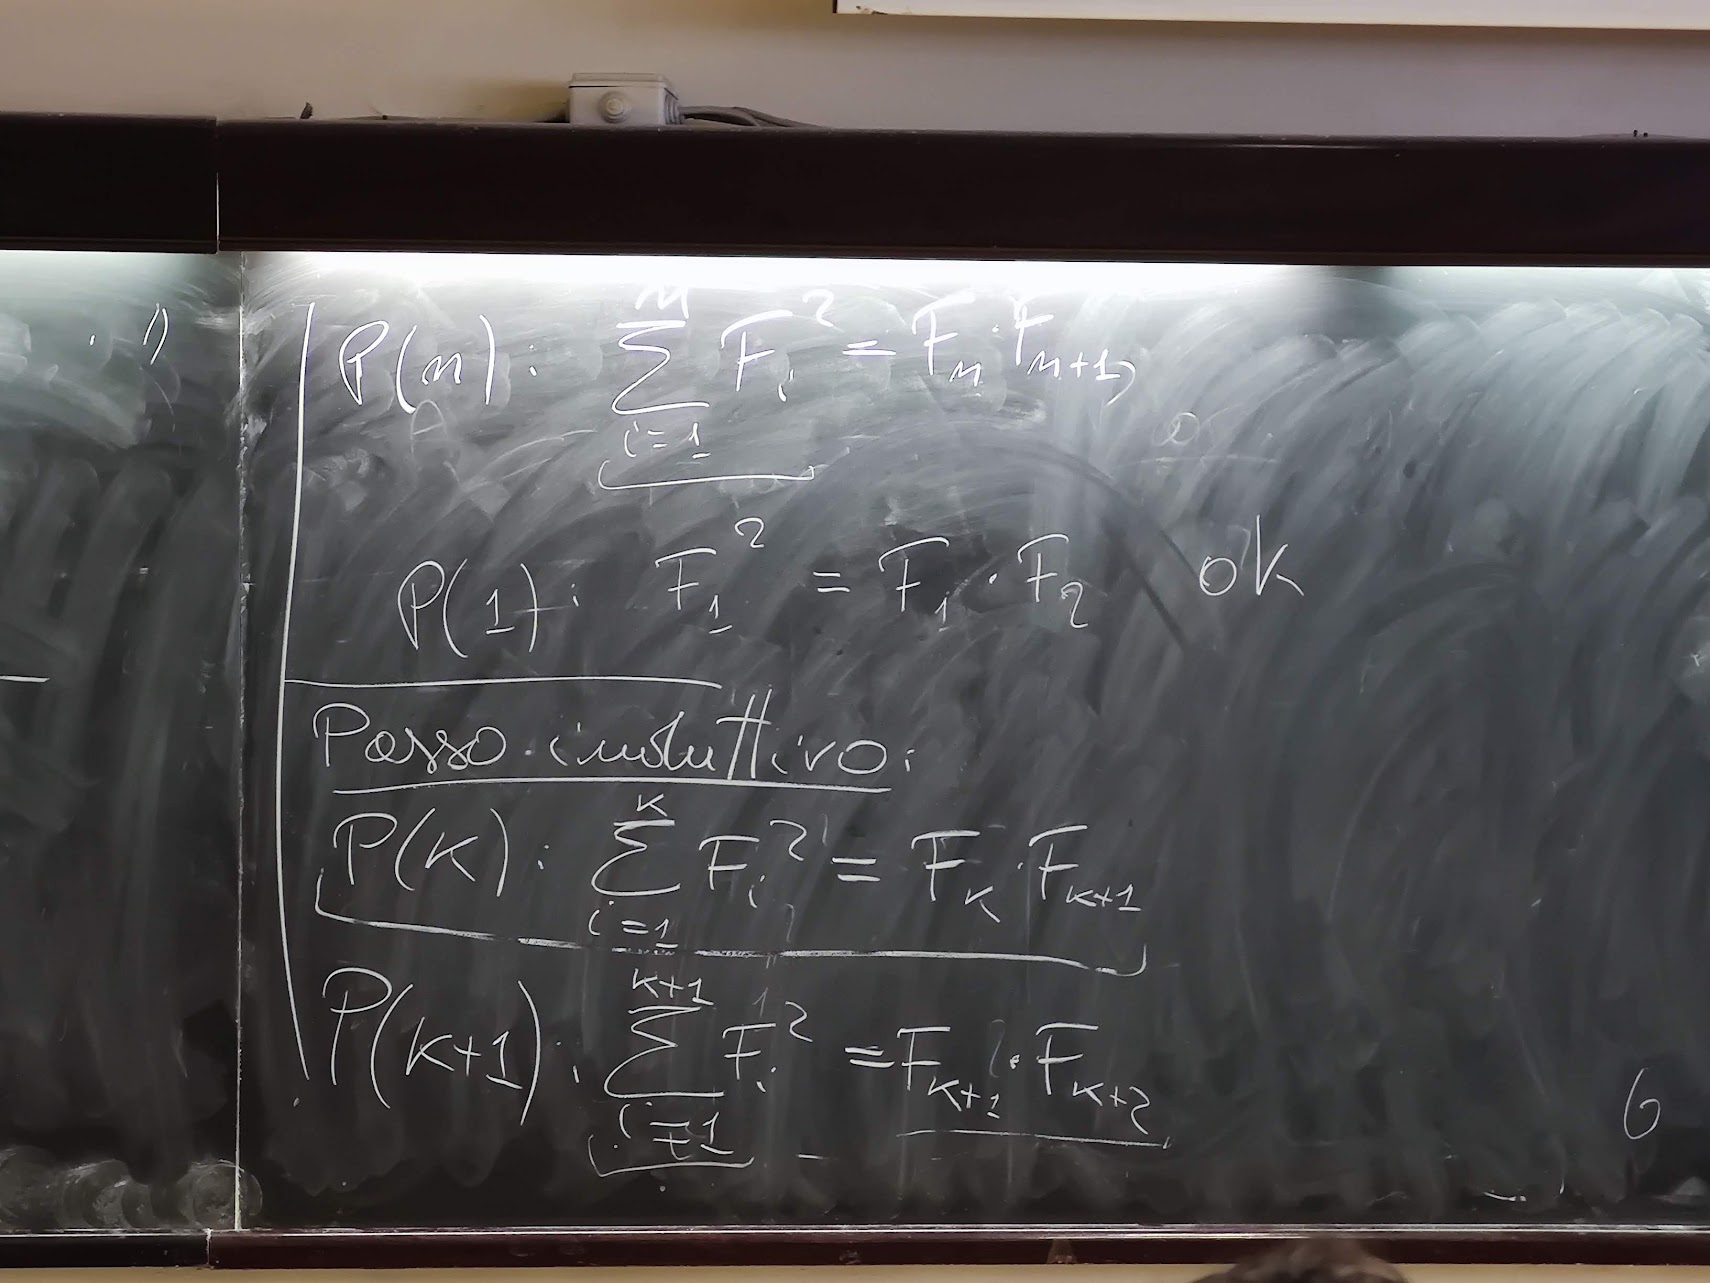 P(n): \sum_{i=1}^{n} F_i^2 = F_n \cdot F_{n+1},
P(1): F_1^2 = F_1 \cdot F_2 ok
Passo induttivo:
P(k): \sum_{i=1}^{k} F_i^2 = F_k \cdot F_{k+1}
P(k+1): \sum_{i=1}^{k+1} F_i^2 = F_{k+1} \cdot F_{k+2}
6